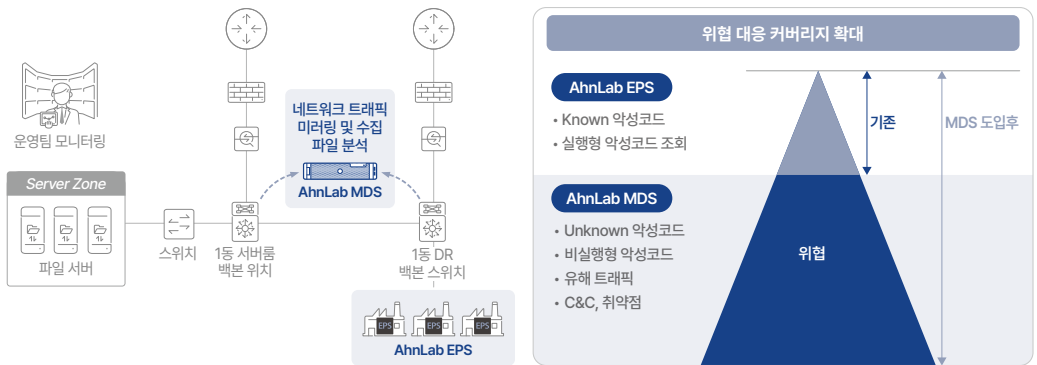 네트워크 트래픽
미러링 및 수집
파일 분석
AhnLab MDS
운영팀 모니터링
Server Zone
파일 서버
스위치
1동 서버룸
백본 위치
1동 DR
백본 스위치
EPS
EPS
EPS
AhnLab EPS
위협 대응 커버리지 확대
AhnLab EPS
• Known 악성코드
• 실행형 악성코드 조회
기존
MDS 도입후
AhnLab MDS
• Unknown 악성코드
• 비실행형 악성코드
• 유해 트래픽
• C&C, 취약점
위협